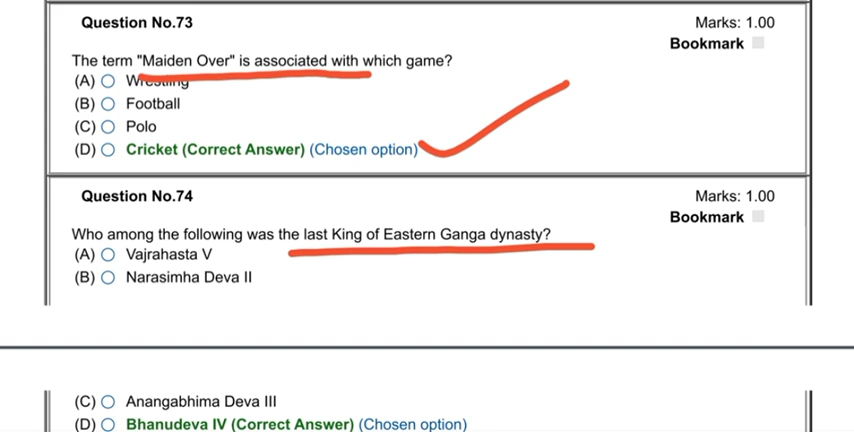 Question No.73 Marks: 1.00
Bookmark
The term "Maiden Over" is associated with which game?
(A) Wrestling
(B) Football
(C) Polo
(D) Cricket (Correct Answer) (Chosen option)
Question No.74 Marks: 1.00
Bookmark
Who among the following was the last King of Eastern Ganga dynasty?
(A) Vajrahasta V
(B) Narasimha Deva II
(C) Anangabhima Deva III
(D) Bhanudeva IV (Correct Answer) (Chosen option)